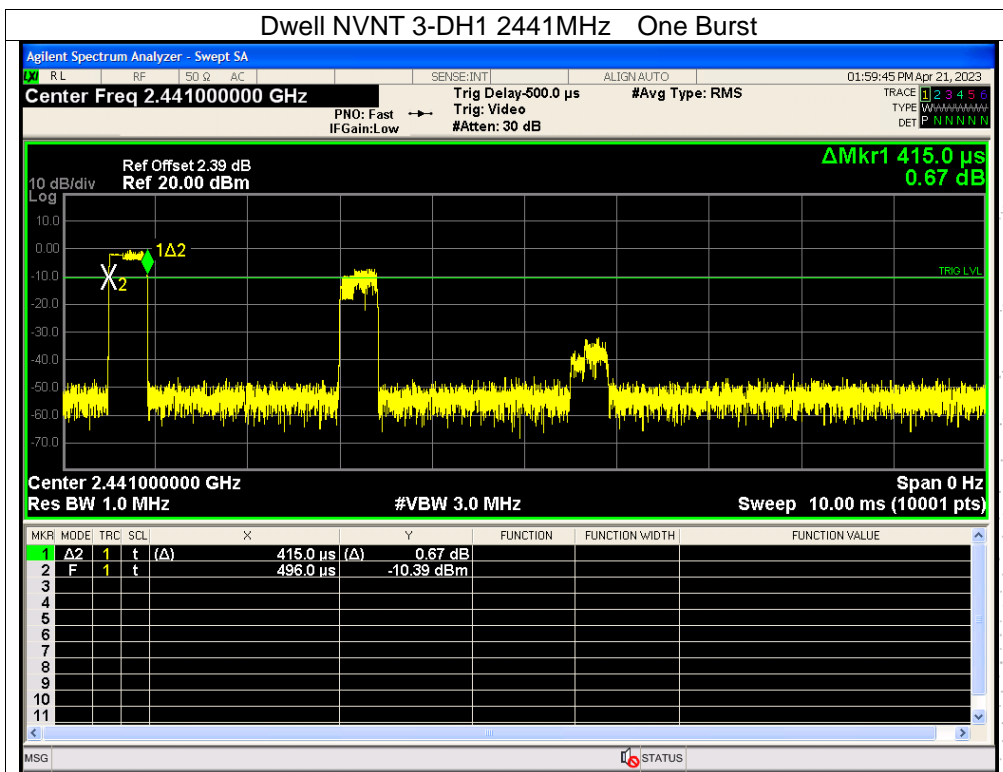 Dwell NVNT 3-DH1 2441MHz One Burst
Agilent Spectrum Analyzer - Swept SA
LXI RL RF 50 Ω AC SENSE:INT ALIGN AUTO 01:59:45 PM Apr 21, 2023
Center Freq 2.441000000 GHz Trig Delay-500.0 µs #Avg Type: RMS TRACE 1 2 3 4 5 6
PNO: Fast Trig: Video TYPE WWWWWW
IFGain:Low #Atten: 30 dB DET P N N N N N
ΔMkr1 415.0 µs
Ref Offset 2.39 dB
10 dB/div Ref 20.00 dBm 0.67 dB
Log
10.0
0.00
1Δ2
-10.0
TRIG LVL
2
-20.0
-30.0
-40.0
-50.0
-60.0
-70.0
Center 2.441000000 GHz Span 0 Hz
Res BW 1.0 MHz #VBW 3.0 MHz Sweep 10.00 ms (10001 pts)
MKR MODE TRC SCL X Y FUNCTION FUNCTION WIDTH FUNCTION VALUE
1 Δ2 1 t (Δ) 415.0 µs (Δ) 0.67 dB
2 F 1 t 496.0 µs -10.39 dBm
3
4
5
6
7
8
9
10
11
MSG STATUS